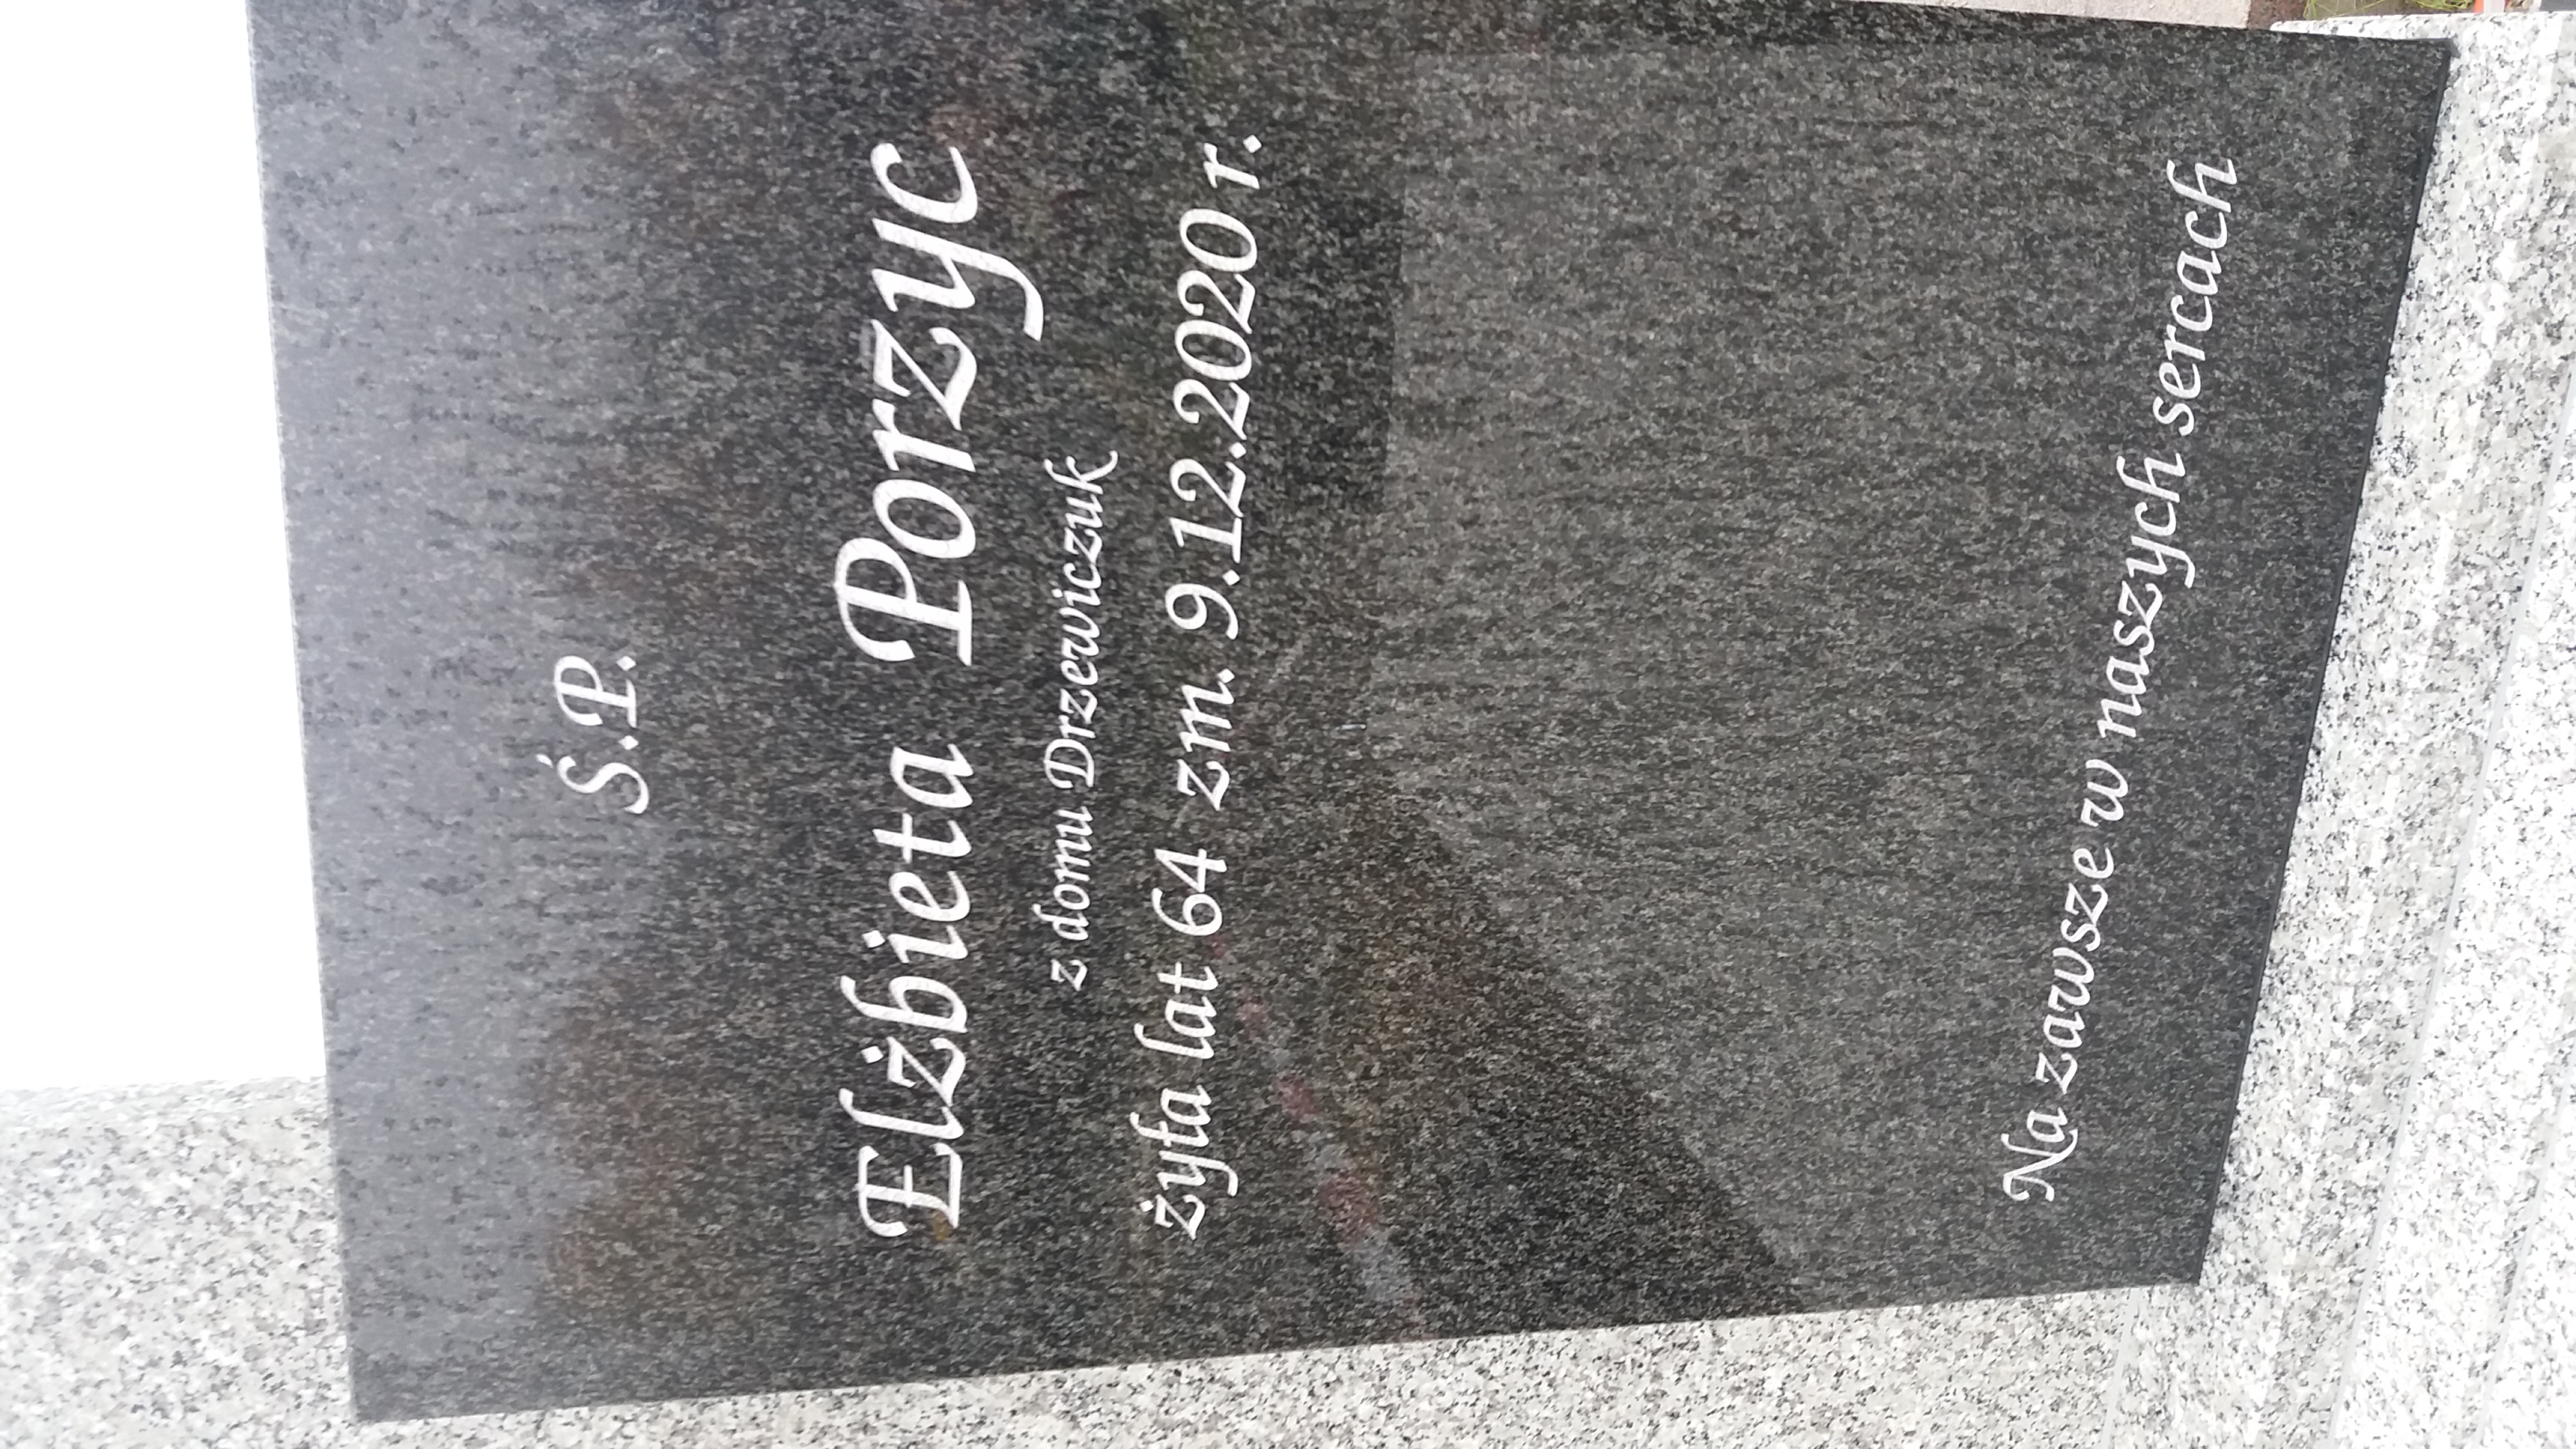 Ś.P.
Elżbieta Porzyc
z domu Drzewiczuk
żyła lat 64 zm. 9.12.2020 r.
Na zawsze w naszych sercach